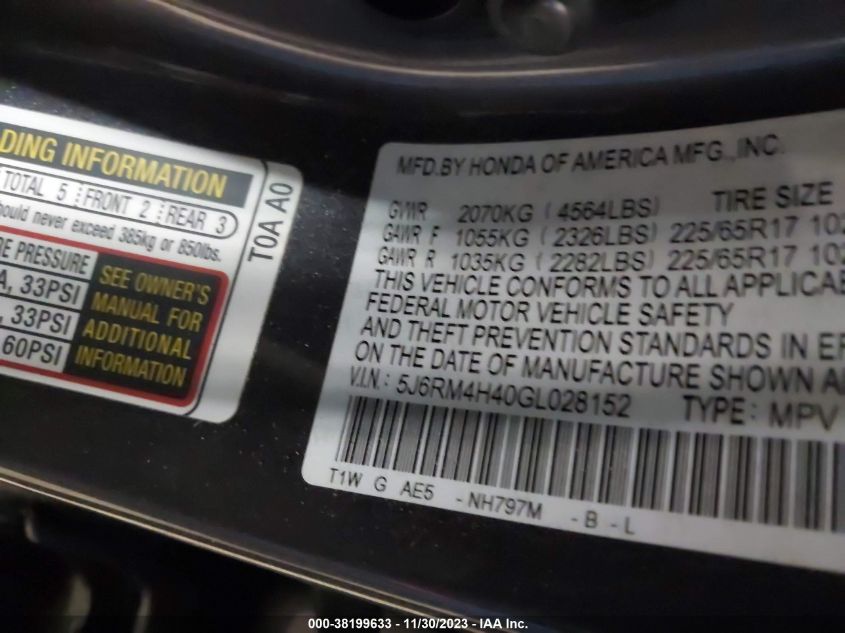 DING INFORMATION
TOTAL 5 FRONT 2 REAR 3
hould never exceed 385kg or 850lbs.
RE PRESSURE
A, 33PSI
, 33PSI
60PSI
SEE OWNER'S
MANUAL FOR
ADDITIONAL
INFORMATION
T0A A0
MFD.BY HONDA OF AMERICA MFG.,INC.
GVWR 2070KG (4564LBS) TIRE SIZE
GAWR F 1055KG (2326LBS) 225/65R17 102
GAWR R 1035KG (2282LBS) 225/65R17 102
THIS VEHICLE CONFORMS TO ALL APPLICABLE
FEDERAL MOTOR VEHICLE SAFETY
AND THEFT PREVENTION STANDARDS IN EF
ON THE DATE OF MANUFACTURE SHOWN A
V.I.N.: 5J6RM4H40GL028152 TYPE: MPV
T1W G AE5 -NH797M -B -L
000-38199633 - 11/30/2023 - IAA Inc.